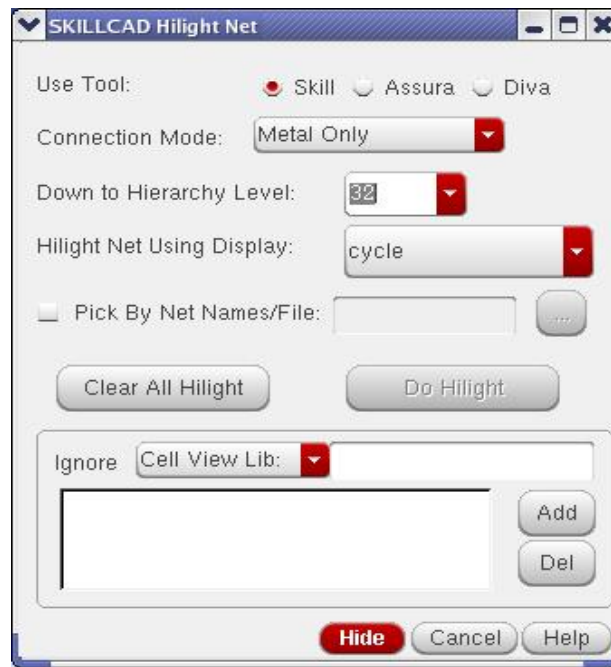 SKILLCAD Hilight Net
Use Tool: Skill Assura Diva
Connection Mode: Metal Only
Down to Hierarchy Level: 32
Hilight Net Using Display: cycle
Pick By Net Names/File: ...
Clear All Hilight Do Hilight
Ignore Cell View Lib:
Add
Del
Hide Cancel Help